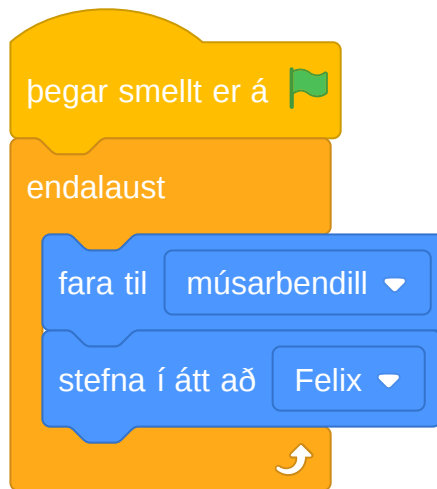 þegar smellt er á
endalaust
fara til músarbendill
stefna í átt að Felix